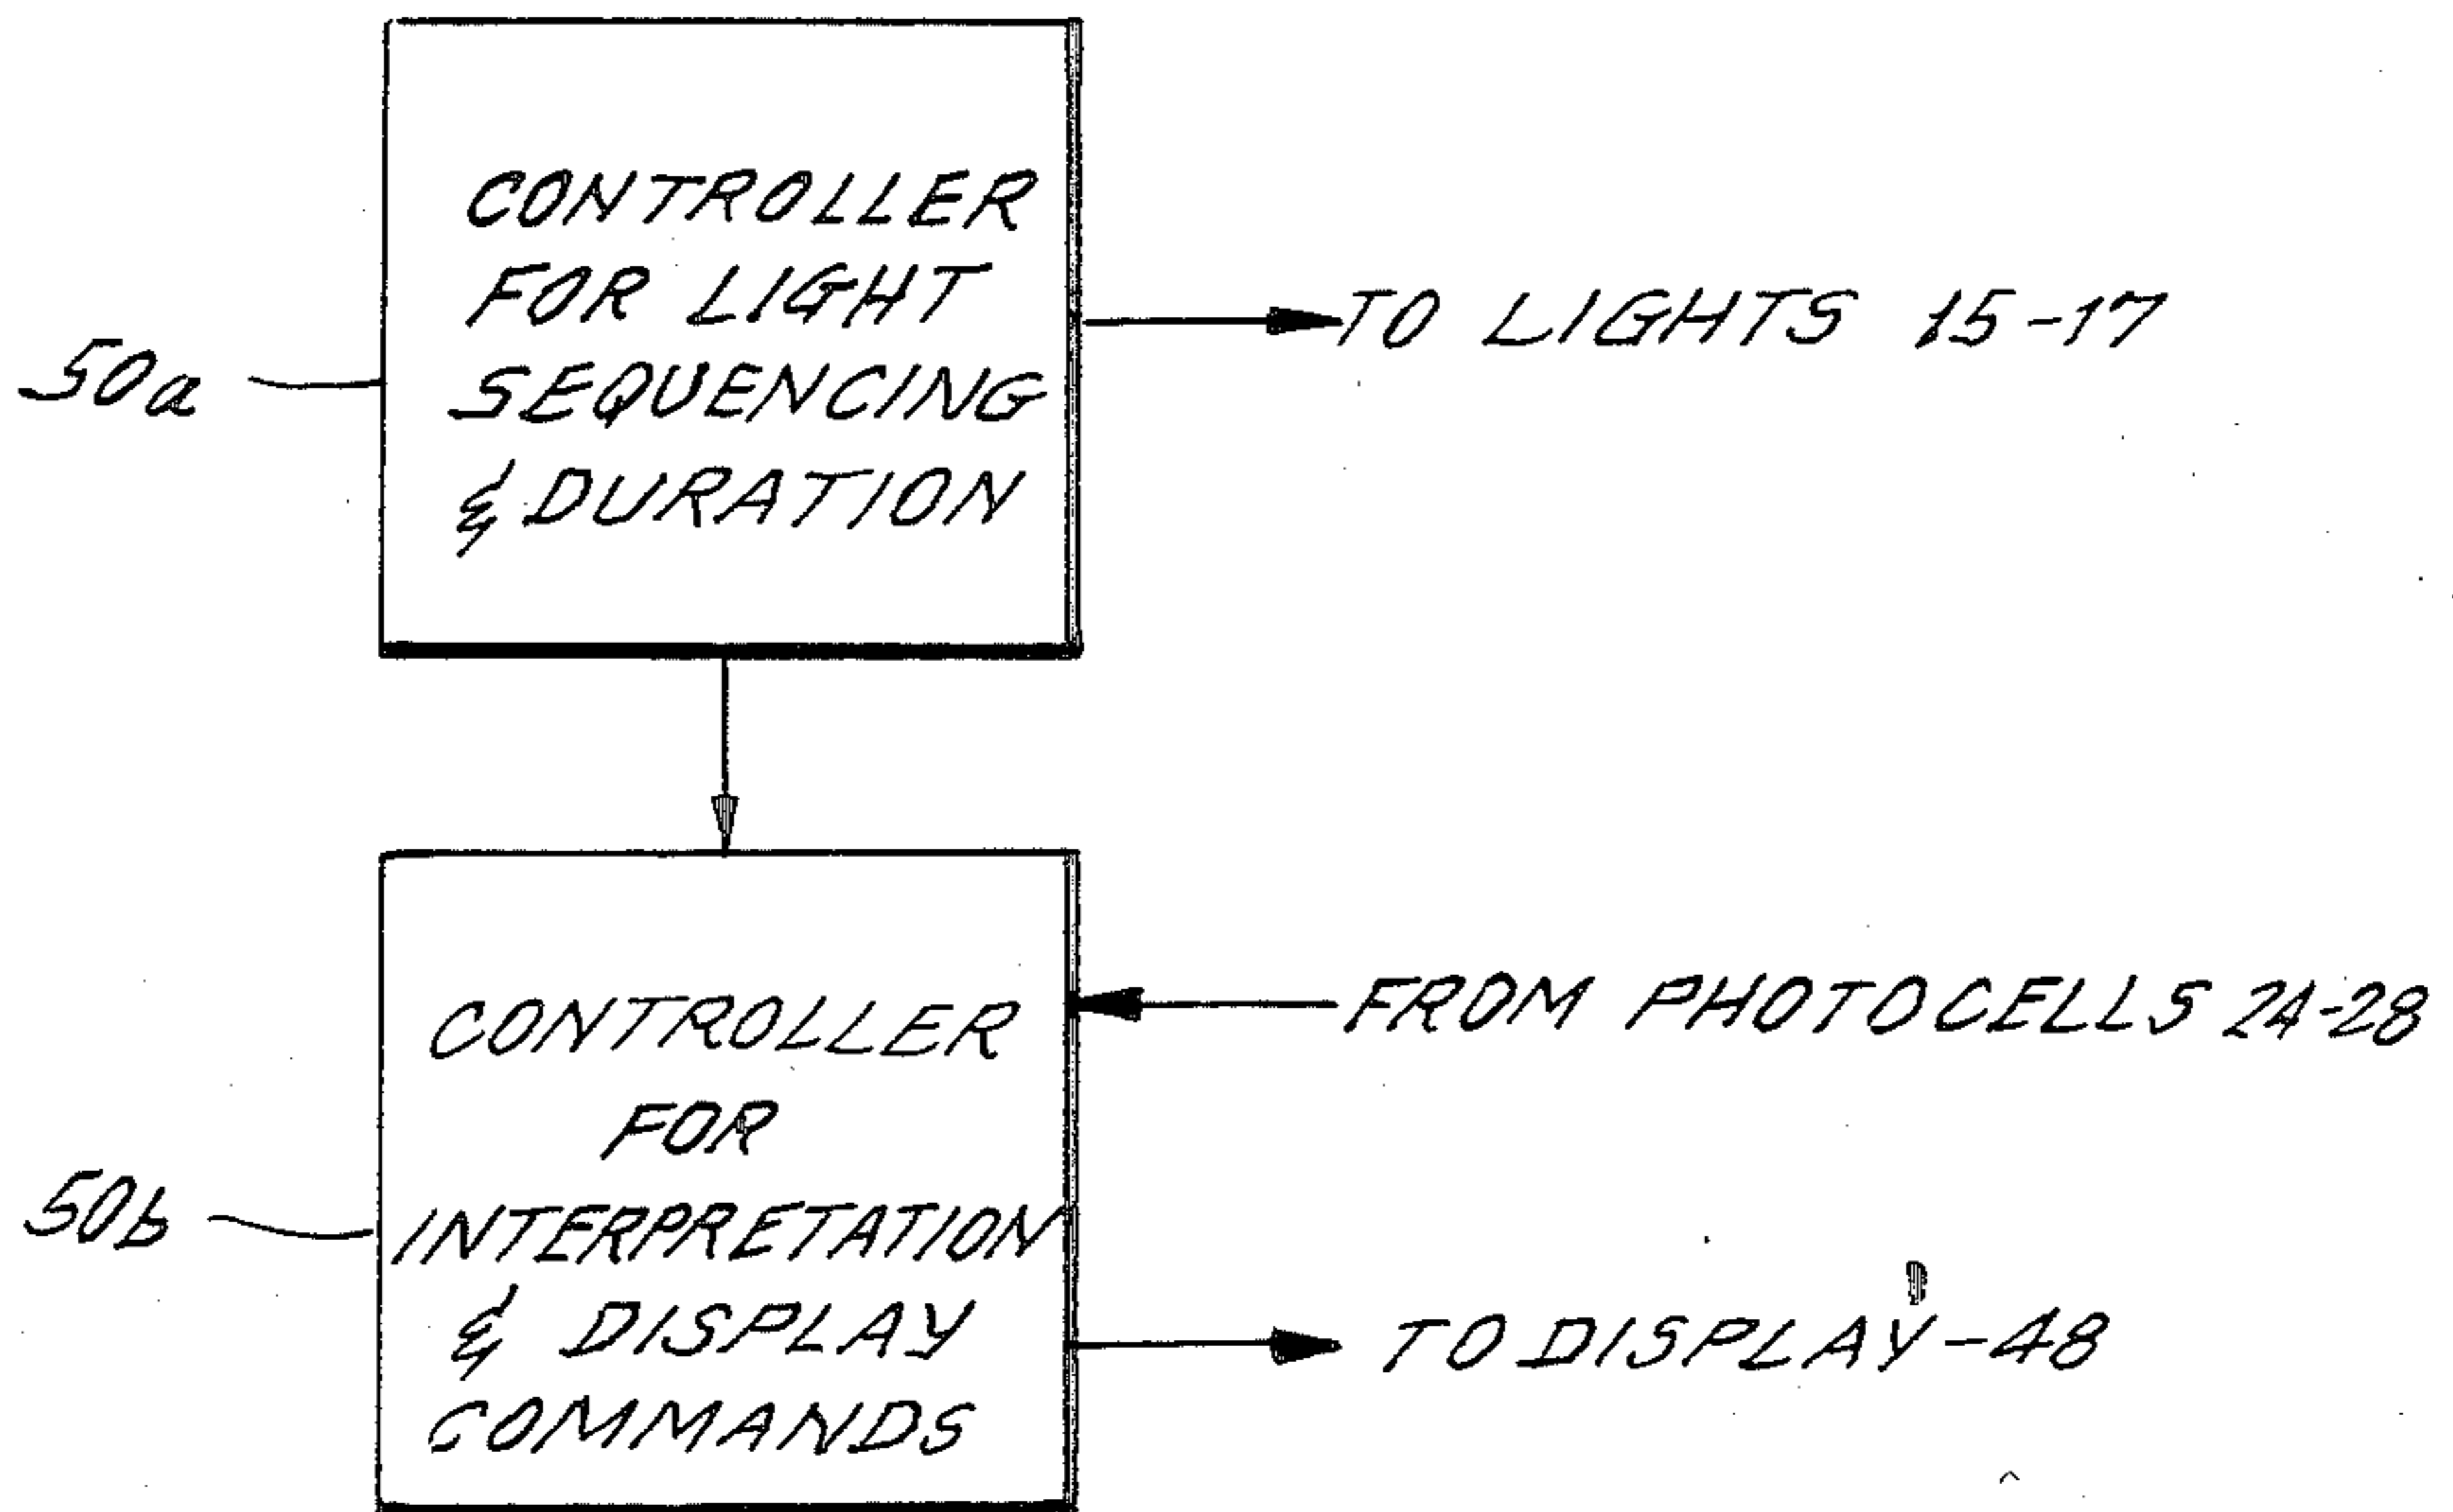 CONTROLLER
FOR LIGHT
SEQUENCING
& DURATION
TO LIGHTS 15-17
50a
CONTROLLER
FOR
INTERPRETATION
& DISPLAY
COMMANDS
FROM PHOTOCELLS 24-28
50b
TO DISPLAY-48